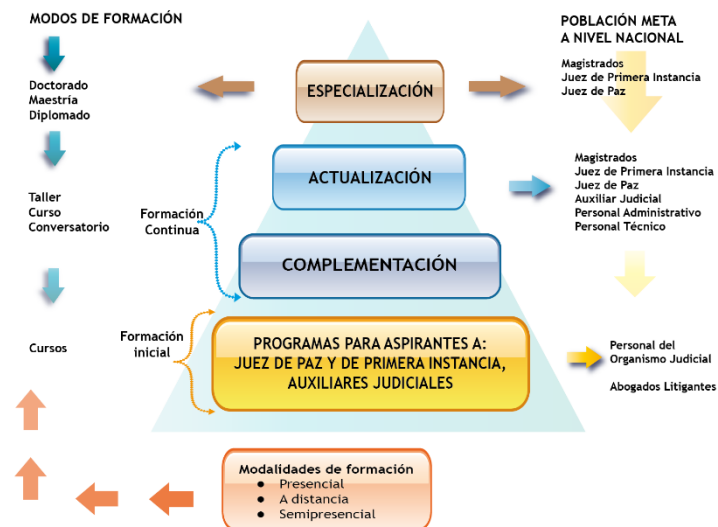 MODOS DE FORMACIÓN
Doctorado
Maestría
Diplomado
Taller
Curso
Conversatorio
Cursos
Formación
Continua
Formación
inicial
ESPECIALIZACIÓN
ACTUALIZACIÓN
COMPLEMENTACIÓN
PROGRAMAS PARA ASPIRANTES A:
JUEZ DE PAZ Y DE PRIMERA INSTANCIA,
AUXILIARES JUDICIALES
Modalidades de formación
● Presencial
● A distancia
● Semipresencial
POBLACIÓN META
A NIVEL NACIONAL
Magistrados
Juez de Primera Instancia
Juez de Paz
Magistrados
Juez de Primera Instancia
Juez de Paz
Auxiliar Judicial
Personal Administrativo
Personal Técnico
Personal del
Organismo Judicial
Abogados Litigantes